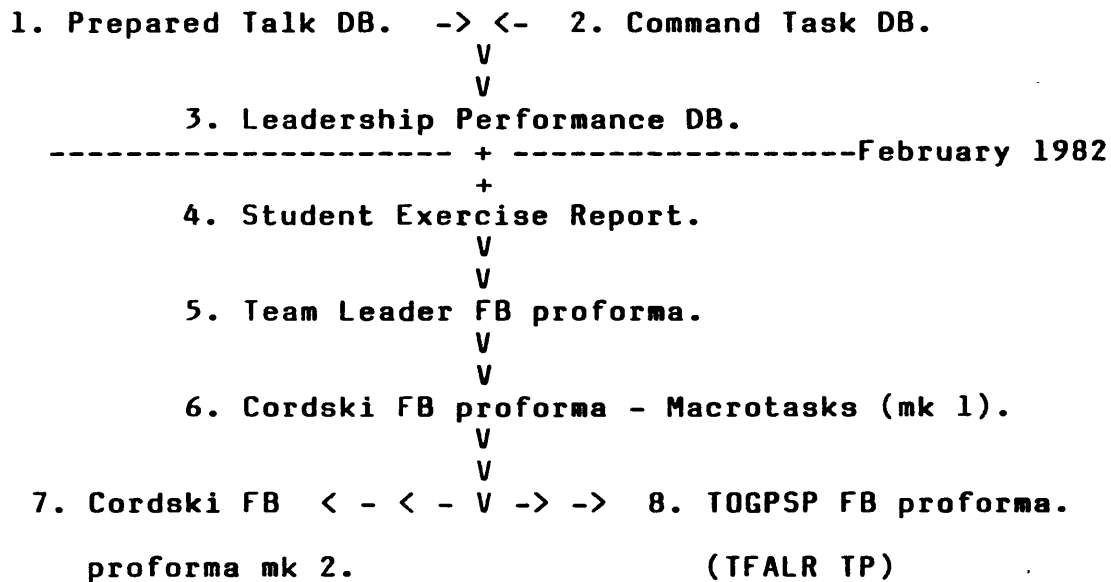 1. Prepared Talk DB. -> <- 2. Command Task DB.
V
V
3. Leadership Performance DB.
--------------------- + ------------------February 1982
+
4. Student Exercise Report.
V
V
5. Team Leader FB proforma.
V
V
6. Cordski FB proforma - Macrotasks (mk 1).
V
V
7. Cordski FB < - < - V -> -> 8. TOGPSP FB proforma.
proforma mk 2. (TFALR TP)